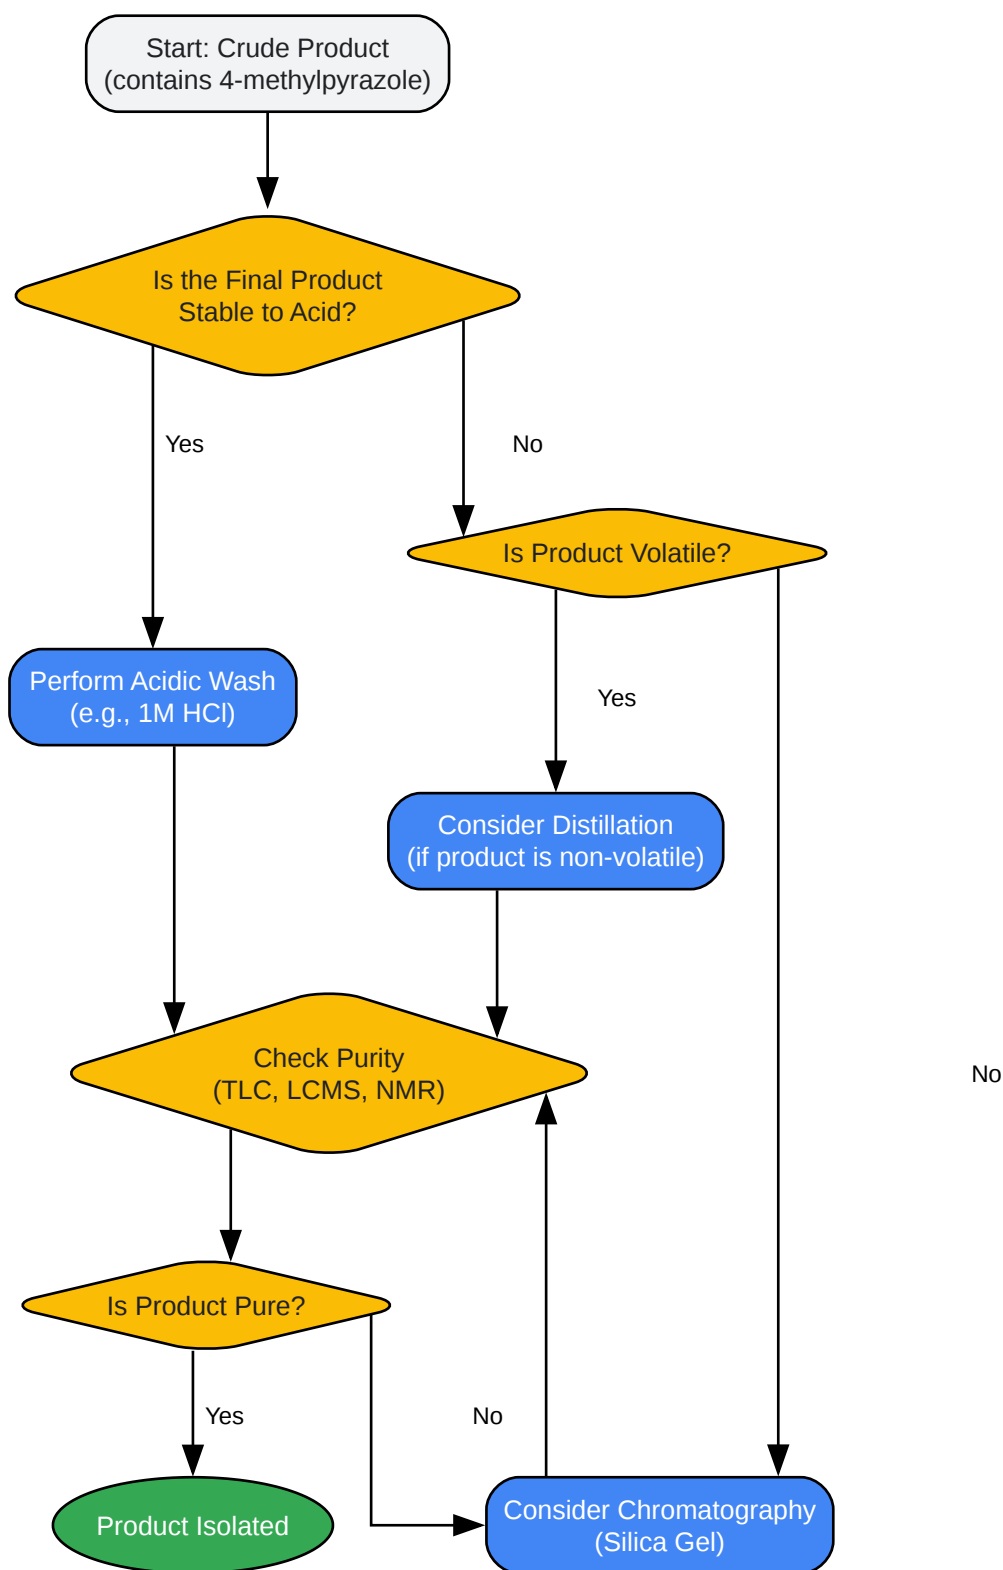 Start: Crude Product
(contains 4-methylpyrazole)
Is the Final Product
Stable to Acid?
Yes
No
Is Product Volatile?
Perform Acidic Wash
(e.g., 1M HCl)
Yes
Consider Distillation
(if product is non-volatile)
Check Purity
(TLC, LCMS, NMR)
No
Is Product Pure?
Yes
No
Product Isolated
Consider Chromatography
(Silica Gel)